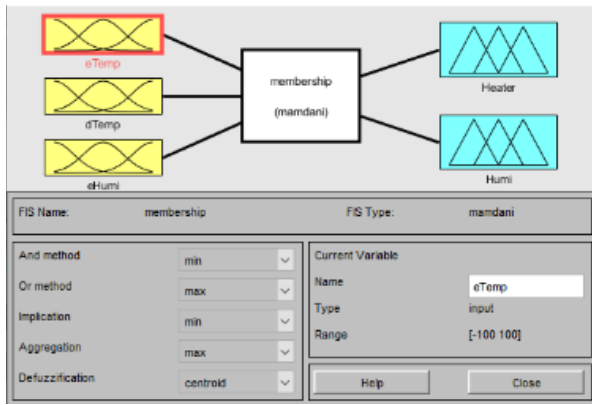 eTemp
dTemp
eHumi
membership
(mamdani)
Heater
Humi
FIS Name: membership FIS Type: mamdani
And method min
Or method max
Implication min
Aggregation max
Defuzzification centroid
Current Variable
Name eTemp
Type input
Range [-100 100]
Help Close